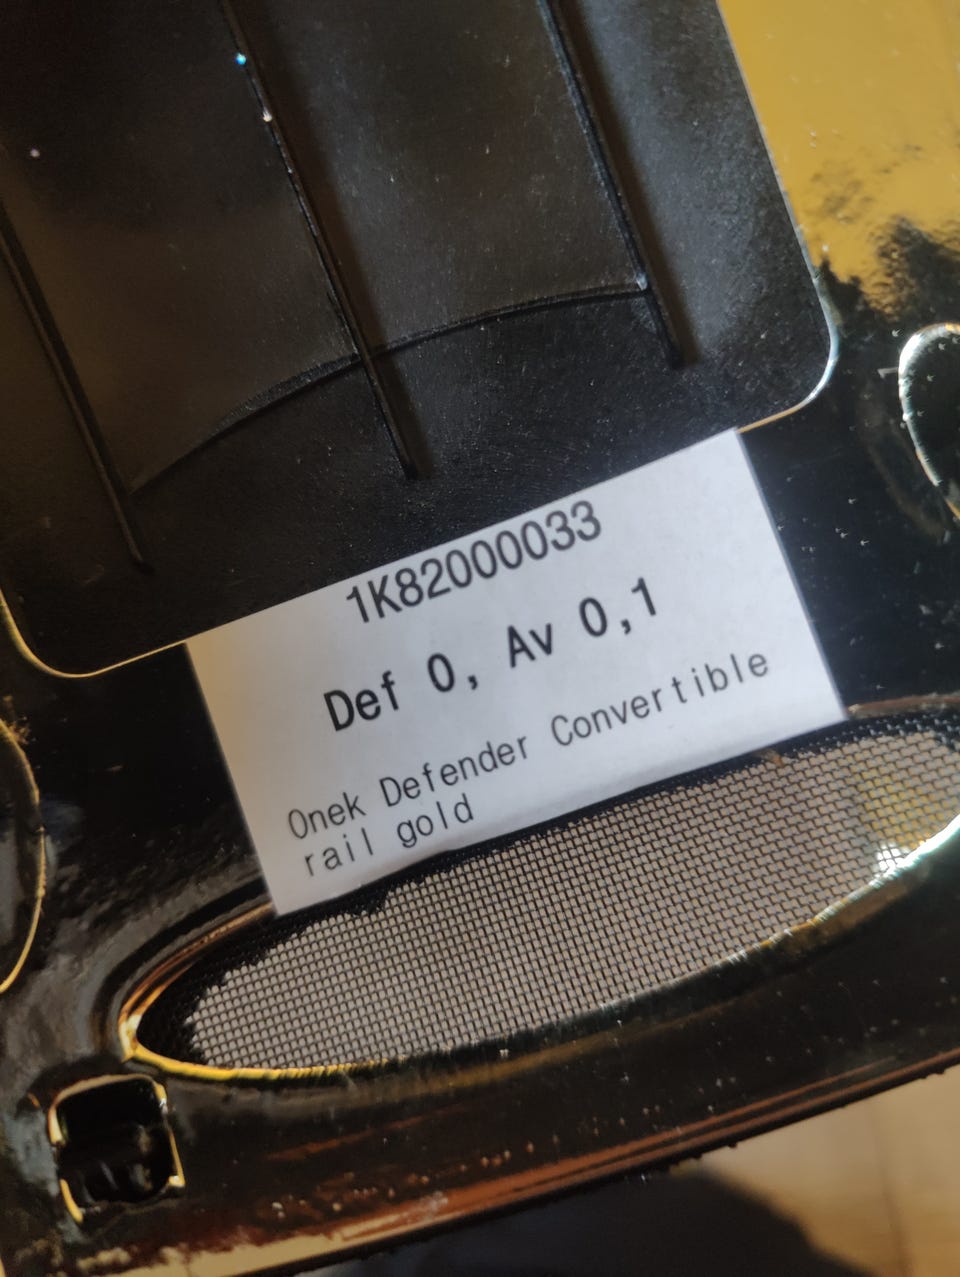 1K82000033
Def 0, Av 0,1
Onek Defender Convertible
rail gold